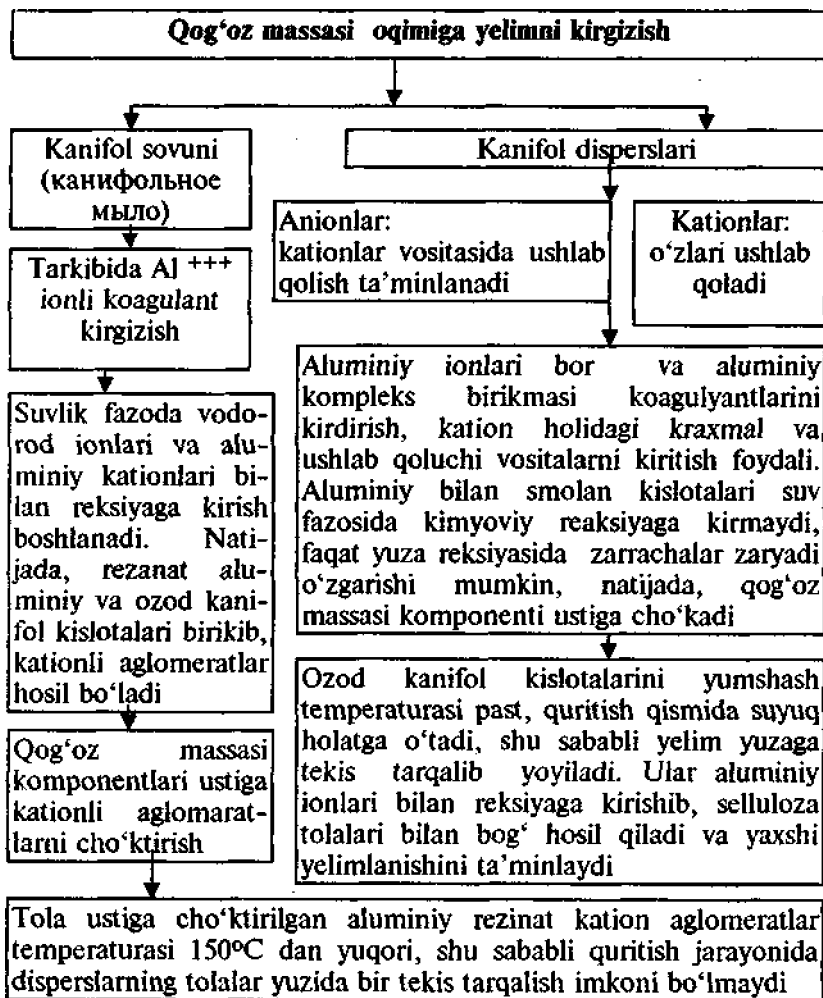 Qog‘oz massasi oqimiga yelimni kirgizish
Kanifol sovuni
(канифольное
мыло)
Tarkibida Al +++
ionli koagulant
kirgizish
Suvlik fazoda vodo-
rod ionlari va alu-
miniy kationlari bi-
lan reksiyaga kirish
boshlanadi. Nati-
jada, rezanat alu-
miniy va ozod kani-
fol kislotalari birikib,
kationli aglomeratlar
hosil bo‘ladi
Qog‘oz massasi
komponentlari ustiga
kationli aglomarat-
larni cho‘ktirish
Kanifol disperslari
Anionlar:
kationlar vositasida ushlab
qolish ta’minlanadi
Kationlar:
o‘zlari ushlab
qoladi
Aluminiy ionlari bor va aluminiy
kompleks birikmasi koagulyantlarini
kirdirish, kation holidagi kraxmal va
ushlab qoluchi vositalarni kiritish foydali.
Aluminiy bilan smolan kislotalari suv
fazosida kimyoviy reaksiyaga kirmaydi,
faqat yuza reksiyasida zarrachalar zaryadi
o‘zgarishi mumkin, natijada, qog‘oz
massasi komponenti ustiga cho‘kadi
Ozod kanifol kislotalarini yumshash
temperaturasi past, quritish qismida suyuq
holatga o‘tadi, shu sababli yelim yuzaga
tekis tarqalib yoyiladi. Ular aluminiy
ionlari bilan reksiyaga kirishib, selluloza
tolalari bilan bog‘ hosil qiladi va yaxshi
yelimlanishini ta’minlaydi
Tola ustiga cho‘ktirilgan aluminiy rezinat kation aglomeratlar
temperaturasi 150°C dan yuqori, shu sababli quritish jarayonida
disperslarning tolalar yuzida bir tekis tarqalish imkoni bo‘lmaydi